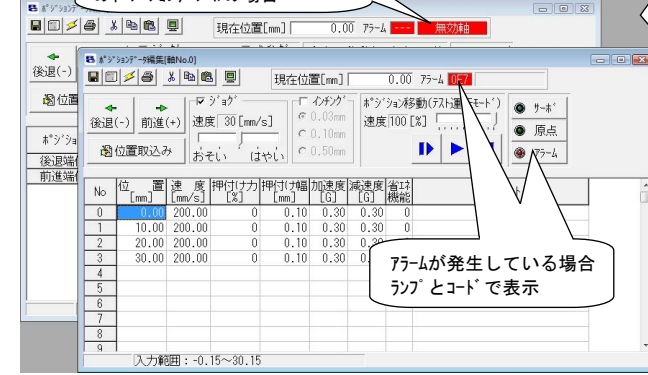 ﾎﾟｼﾞｼｮﾝﾃﾞｰﾀ
現在位置[mm] 0.00 ｱﾗｰﾑ --- 無効軸
後退(-)
ﾎﾟｼﾞｼｮﾝﾃﾞｰﾀ編集[軸No.0]
現在位置[mm] 0.00 ｱﾗｰﾑ 0E7
後退(-) 前進(+)
位置取込み
ｼﾞｮｸﾞ
速度 30 [mm/s]
おそい はやい
ｲﾝﾁﾝｸﾞ
0.03mm
0.10mm
0.50mm
ﾎﾟｼﾞｼｮﾝ移動(ﾃｽﾄ運転ﾓｰﾄﾞ)
速度 100 [%]
ｻｰﾎﾞ
原点
ｱﾗｰﾑ
後退端
前進端
No 位置[mm] 速度[mm/s] 押付け力[%] 押付け幅[mm] 加速度[G] 減速度[G] 省ｴﾈ機能
0 0.00 200.00 0 0.10 0.30 0.30 0
1 10.00 200.00 0 0.10 0.30 0.30 0
2 20.00 200.00 0 0.10 0.30 0.30 0
3 30.00 200.00 0 0.10 0.30
4
5
6
7
8
9
入力範囲：-0.15～30.15
ｱﾗｰﾑが発生している場合
ﾗﾝﾌﾟとｺｰﾄﾞで表示